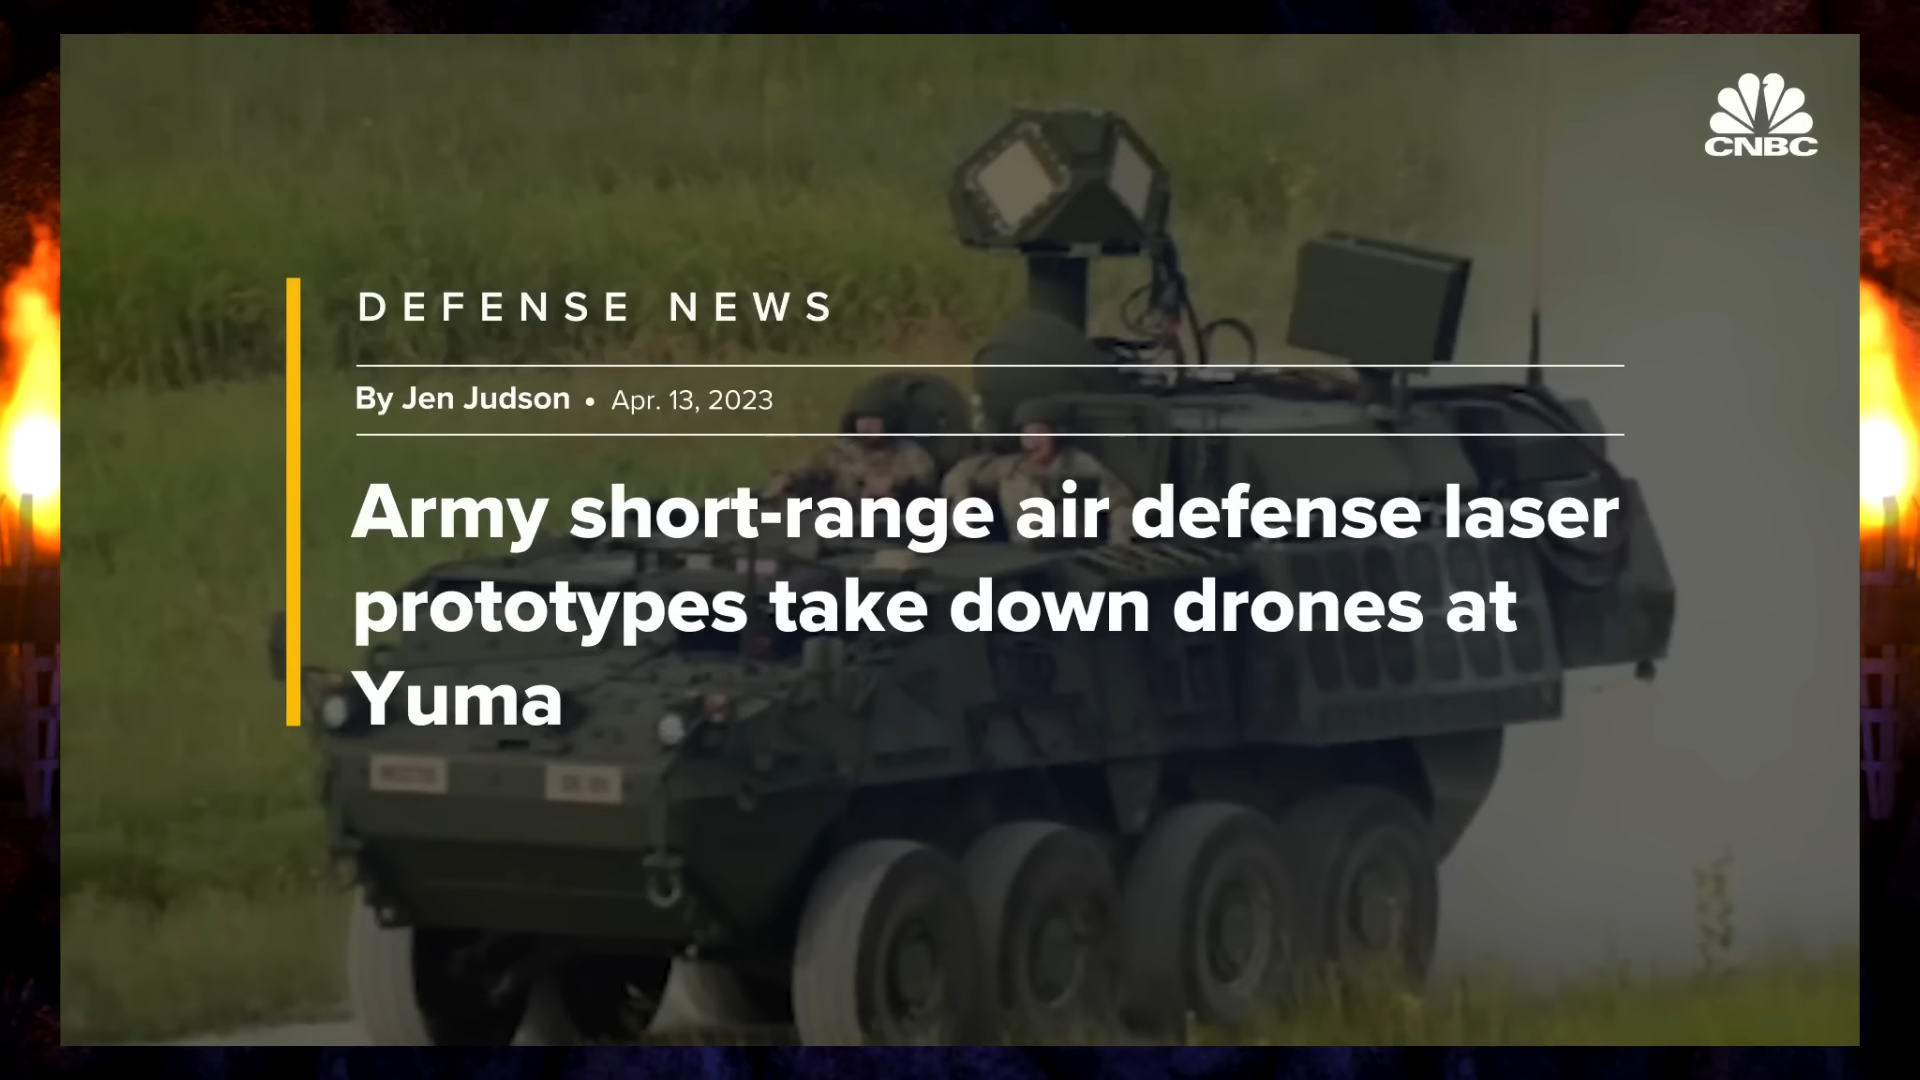 CNBC
DEFENSE NEWS
By Jen Judson • Apr. 13, 2023
Army short-range air defense laser
prototypes take down drones at
Yuma